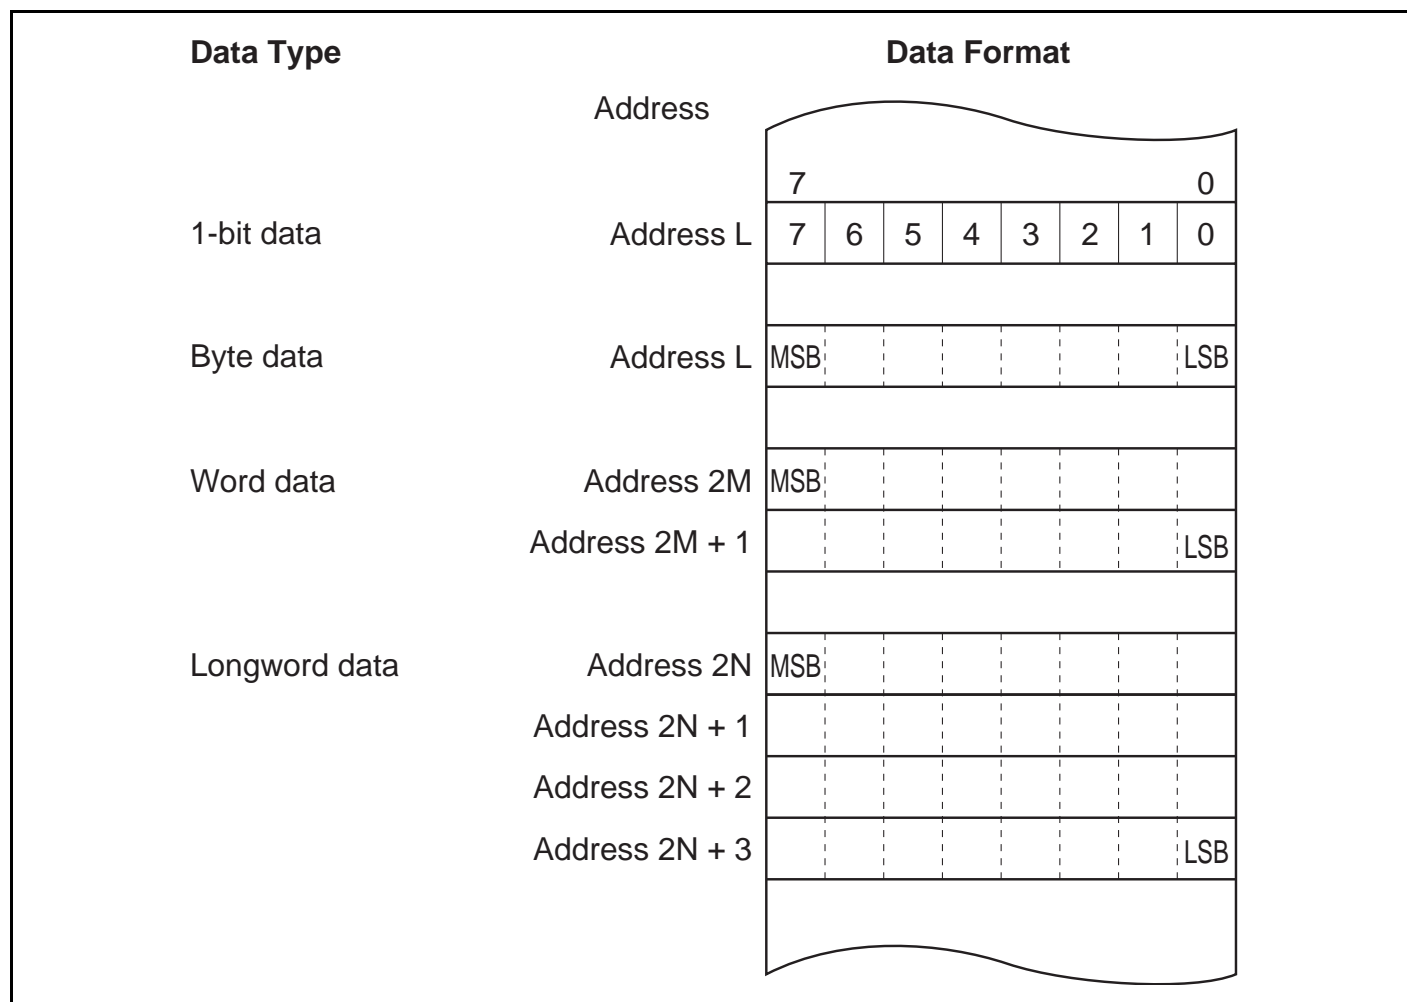 Data Type Data Format
Address
7 0
1-bit data Address L 7 6 5 4 3 2 1 0
Byte data Address L MSB LSB
Word data Address 2M MSB
Address 2M + 1 LSB
Longword data Address 2N MSB
Address 2N + 1
Address 2N + 2
Address 2N + 3 LSB